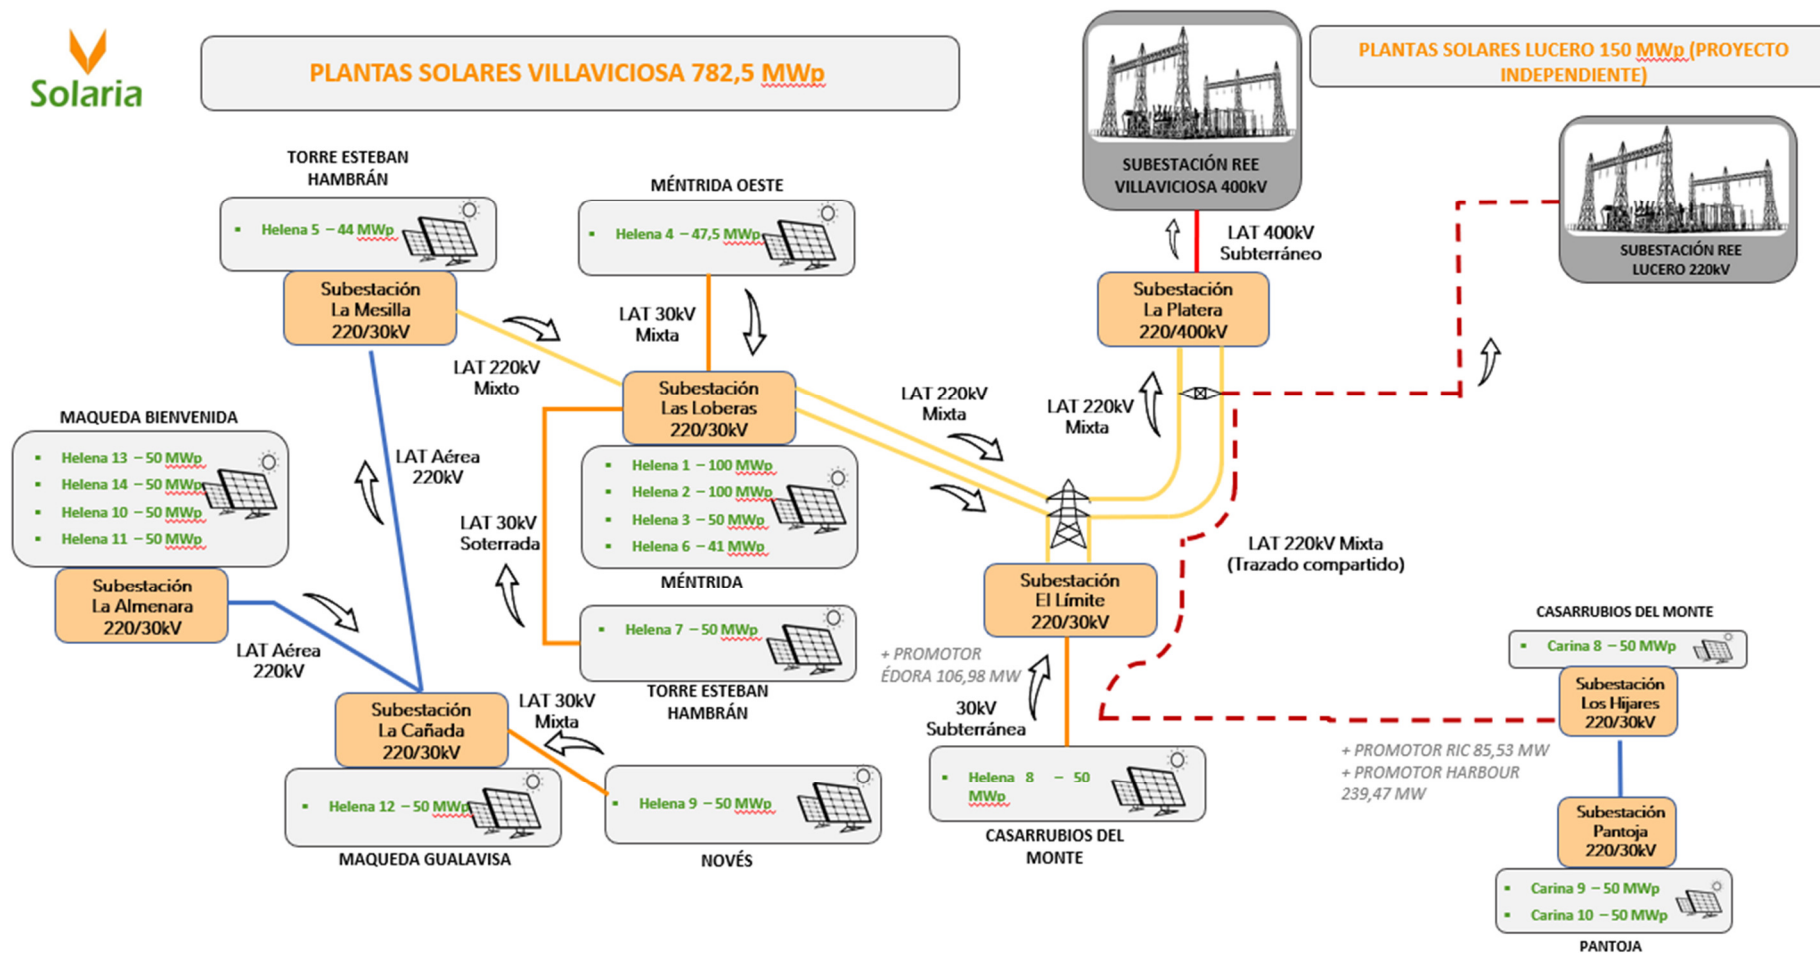 Solaria
PLANTAS SOLARES VILLAVICIOSA 782,5 MWp
PLANTAS SOLARES LUCERO 150 MWp (PROYECTO
INDEPENDIENTE)
SUBESTACIÓN REE
VILLAVICIOSA 400kV
SUBESTACIÓN REE
LUCERO 220kV
TORRE ESTEBAN
HAMBRÁN
▪ Helena 5 – 44 MWp
Subestación
La Mesilla
220/30kV
MÉNTRIDA OESTE
▪ Helena 4 – 47,5 MWp
LAT 30kV
Mixta
LAT 220kV
Mixto
LAT 400kV
Subterráneo
Subestación
La Platera
220/400kV
Subestación
Las Loberas
220/30kV
LAT 220kV
Mixta
LAT 220kV
Mixta
MAQUEDA BIENVENIDA
▪ Helena 13 – 50 MWp
▪ Helena 14 – 50 MWp
▪ Helena 10 – 50 MWp
▪ Helena 11 – 50 MWp
Subestación
La Almenara
220/30kV
LAT Aérea
220kV
LAT Aérea
220kV
LAT 30kV
Soterrada
▪ Helena 1 – 100 MWp
▪ Helena 2 – 100 MWp
▪ Helena 3 – 50 MWp
▪ Helena 6 – 41 MWp
MÉNTRIDA
▪ Helena 7 – 50 MWp
TORRE ESTEBAN
HAMBRÁN
Subestación
El Límite
220/30kV
LAT 220kV Mixta
(Trazado compartido)
+ PROMOTOR
ÉDORA 106,98 MW
30kV
Subterránea
▪ Helena 8 – 50
MWp
CASARRUBIOS DEL
MONTE
Subestación
La Cañada
220/30kV
LAT 30kV
Mixta
▪ Helena 12 – 50 MWp
MAQUEDA GUALAVISA
▪ Helena 9 – 50 MWp
NOVÉS
CASARRUBIOS DEL MONTE
▪ Carina 8 – 50 MWp
Subestación
Los Hijares
220/30kV
+ PROMOTOR RIC 85,53 MW
+ PROMOTOR HARBOUR
239,47 MW
Subestación
Pantoja
220/30kV
▪ Carina 9 – 50 MWp
▪ Carina 10 – 50 MWp
PANTOJA